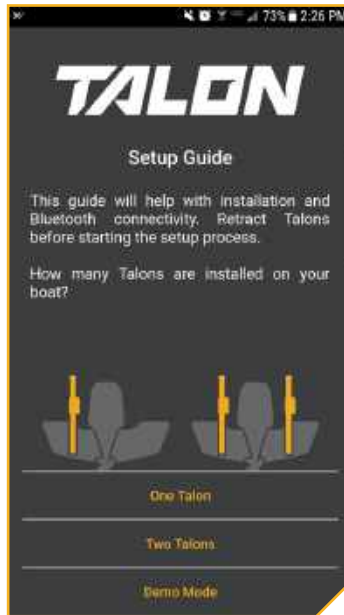 73% 2:26 PM
TALON
Setup Guide
This guide will help with installation and
Bluetooth connectivity. Retract Talons
before starting the setup process.
How many Talons are installed on your
boat?
One Talon
Two Talons
Demo Mode